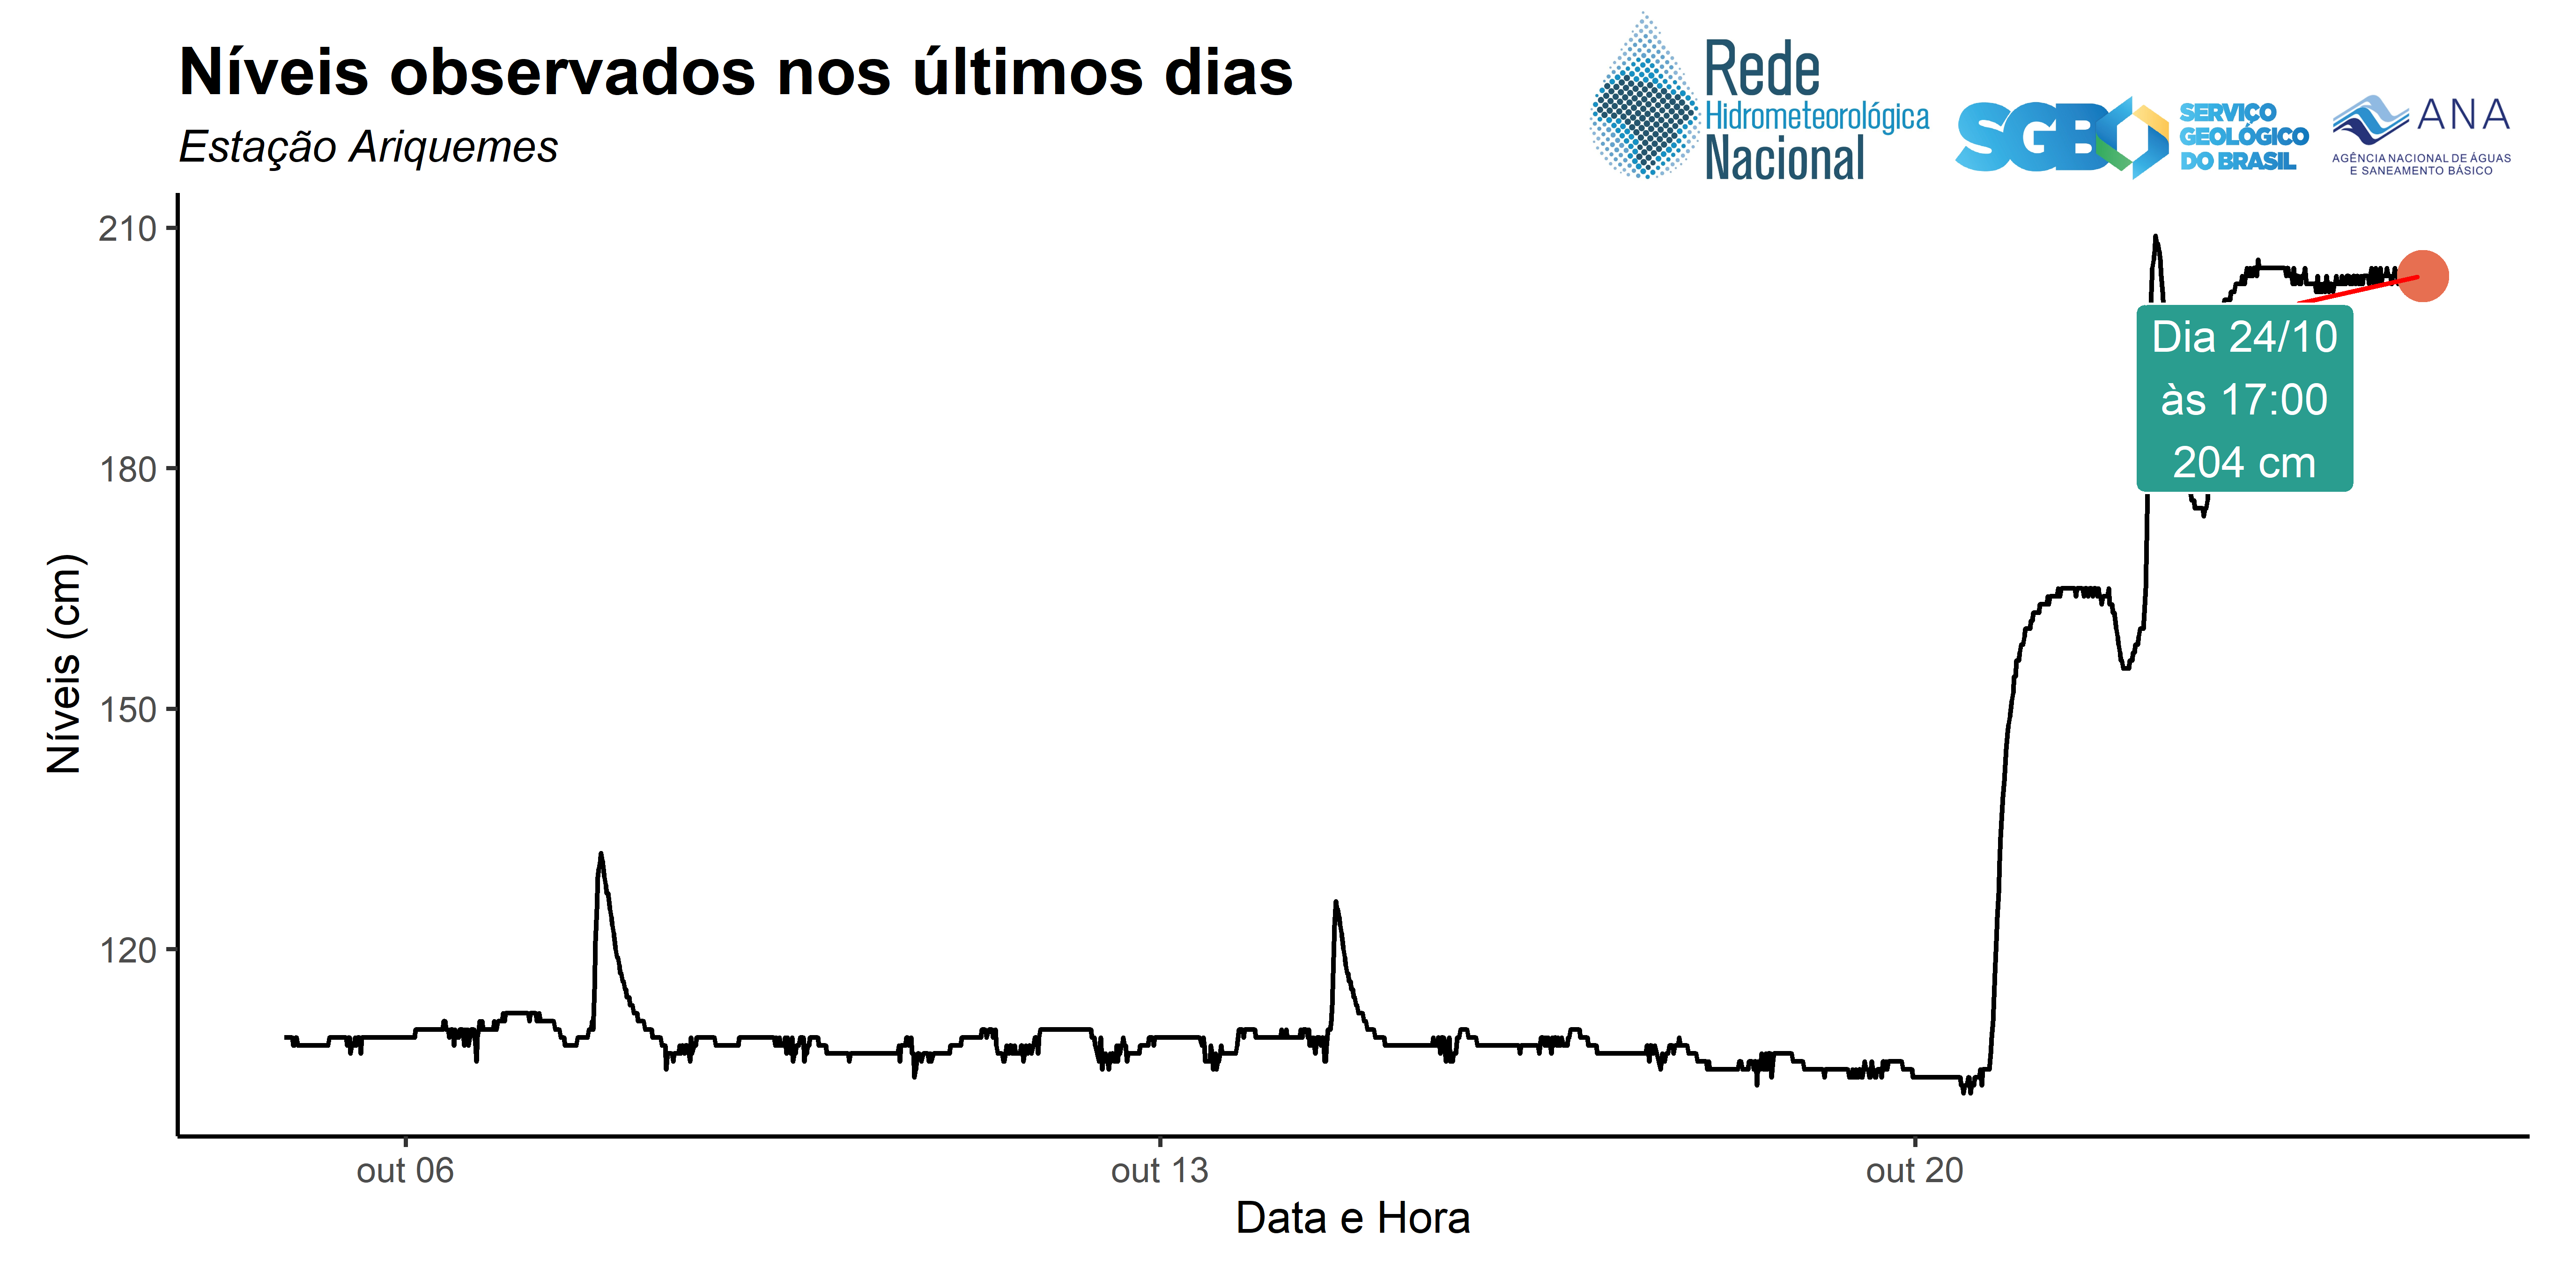 Níveis observados nos últimos dias
Estação Ariquemes
Rede
Hidrometeorológica
Nacional
SGB
SERVIÇO
GEOLÓGICO
DO BRASIL
ANA
AGÊNCIA NACIONAL DE ÁGUAS
E SANEAMENTO BÁSICO
210
180
150
120
Níveis (cm)
Dia 24/10
às 17:00
204 cm
out 06
out 13
out 20
Data e Hora